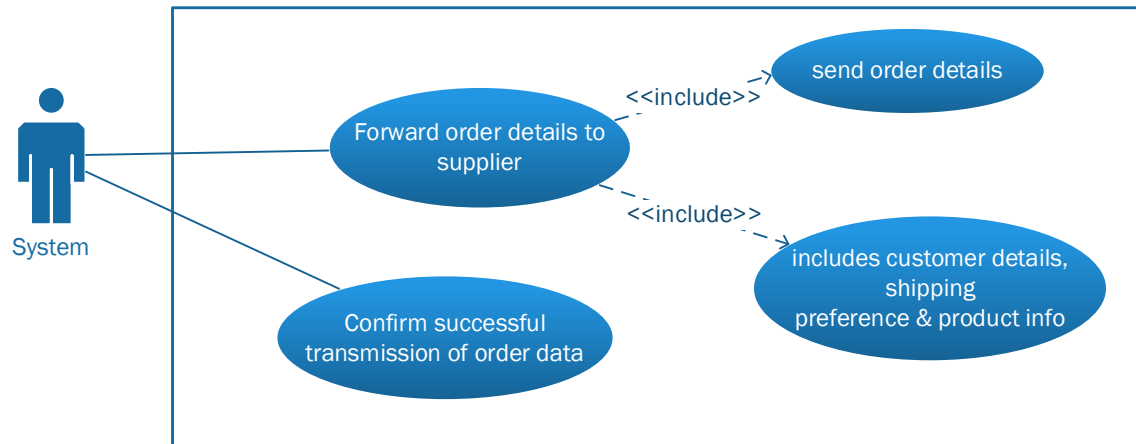 send order details
<<include>>
Forward order details to
supplier
<<include>>
System
includes customer details,
shipping
preference & product info
Confirm successful
transmission of order data